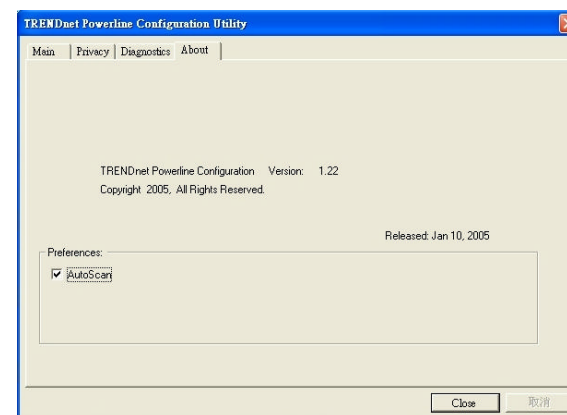 TRENDnet Powerline Configuration Utility
Main Privacy Diagnostics About
TRENDnet Powerline Configuration Version: 1.22
Copyright 2005, All Rights Reserved.
Released: Jan 10, 2005
Preferences:
AutoScan
Close 取消